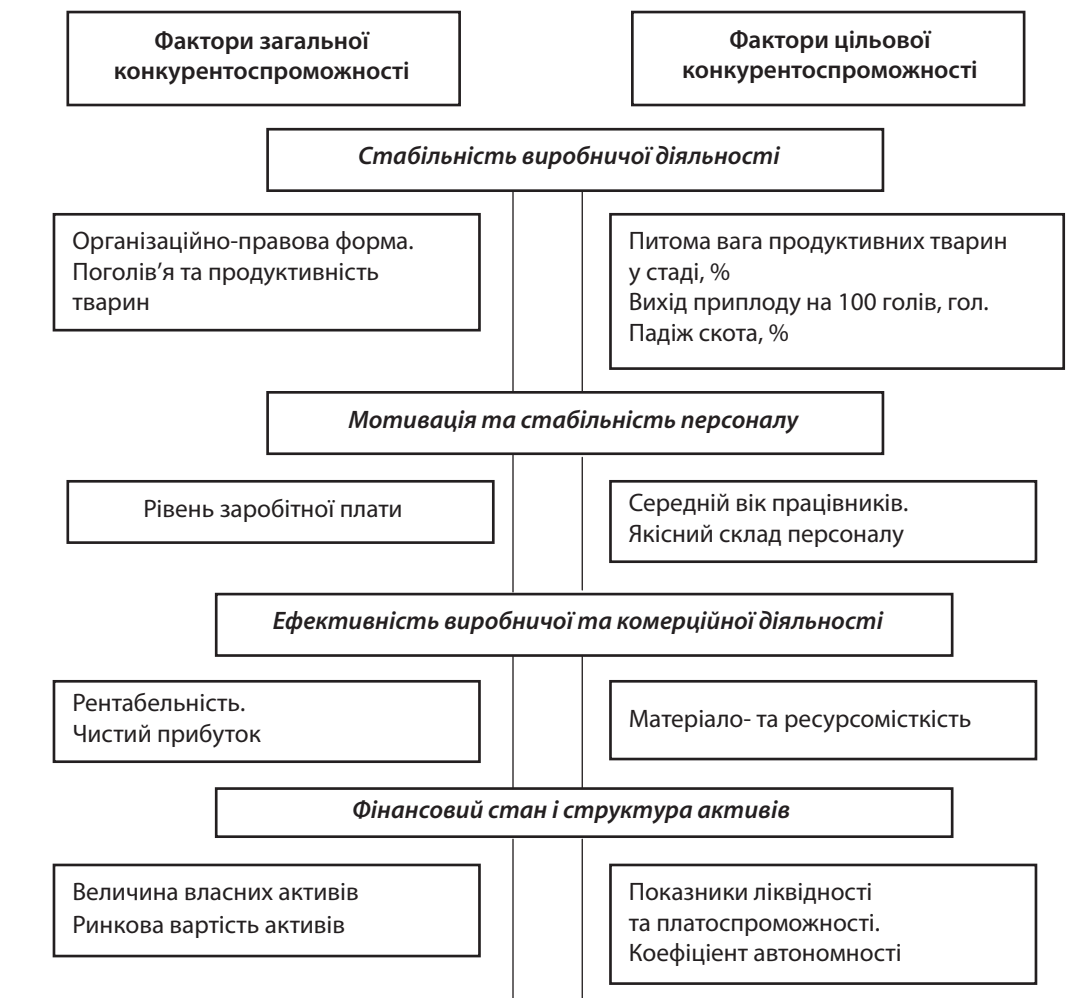 Фактори загальної
конкурентоспроможності
Фактори цільової
конкурентоспроможності
Стабільність виробничої діяльності
Організаційно-правова форма.
Поголів’я та продуктивність
тварин
Питома вага продуктивних тварин
у стаді, %
Вихід приплоду на 100 голів, гол.
Падіж скота, %
Мотивація та стабільність персоналу
Рівень заробітної плати
Середній вік працівників.
Якісний склад персоналу
Ефективність виробничої та комерційної діяльності
Рентабельність.
Чистий прибуток
Матеріало- та ресурсомісткість
Фінансовий стан і структура активів
Величина власних активів
Ринкова вартість активів
Показники ліквідності
та платоспроможності.
Коефіціент автономності